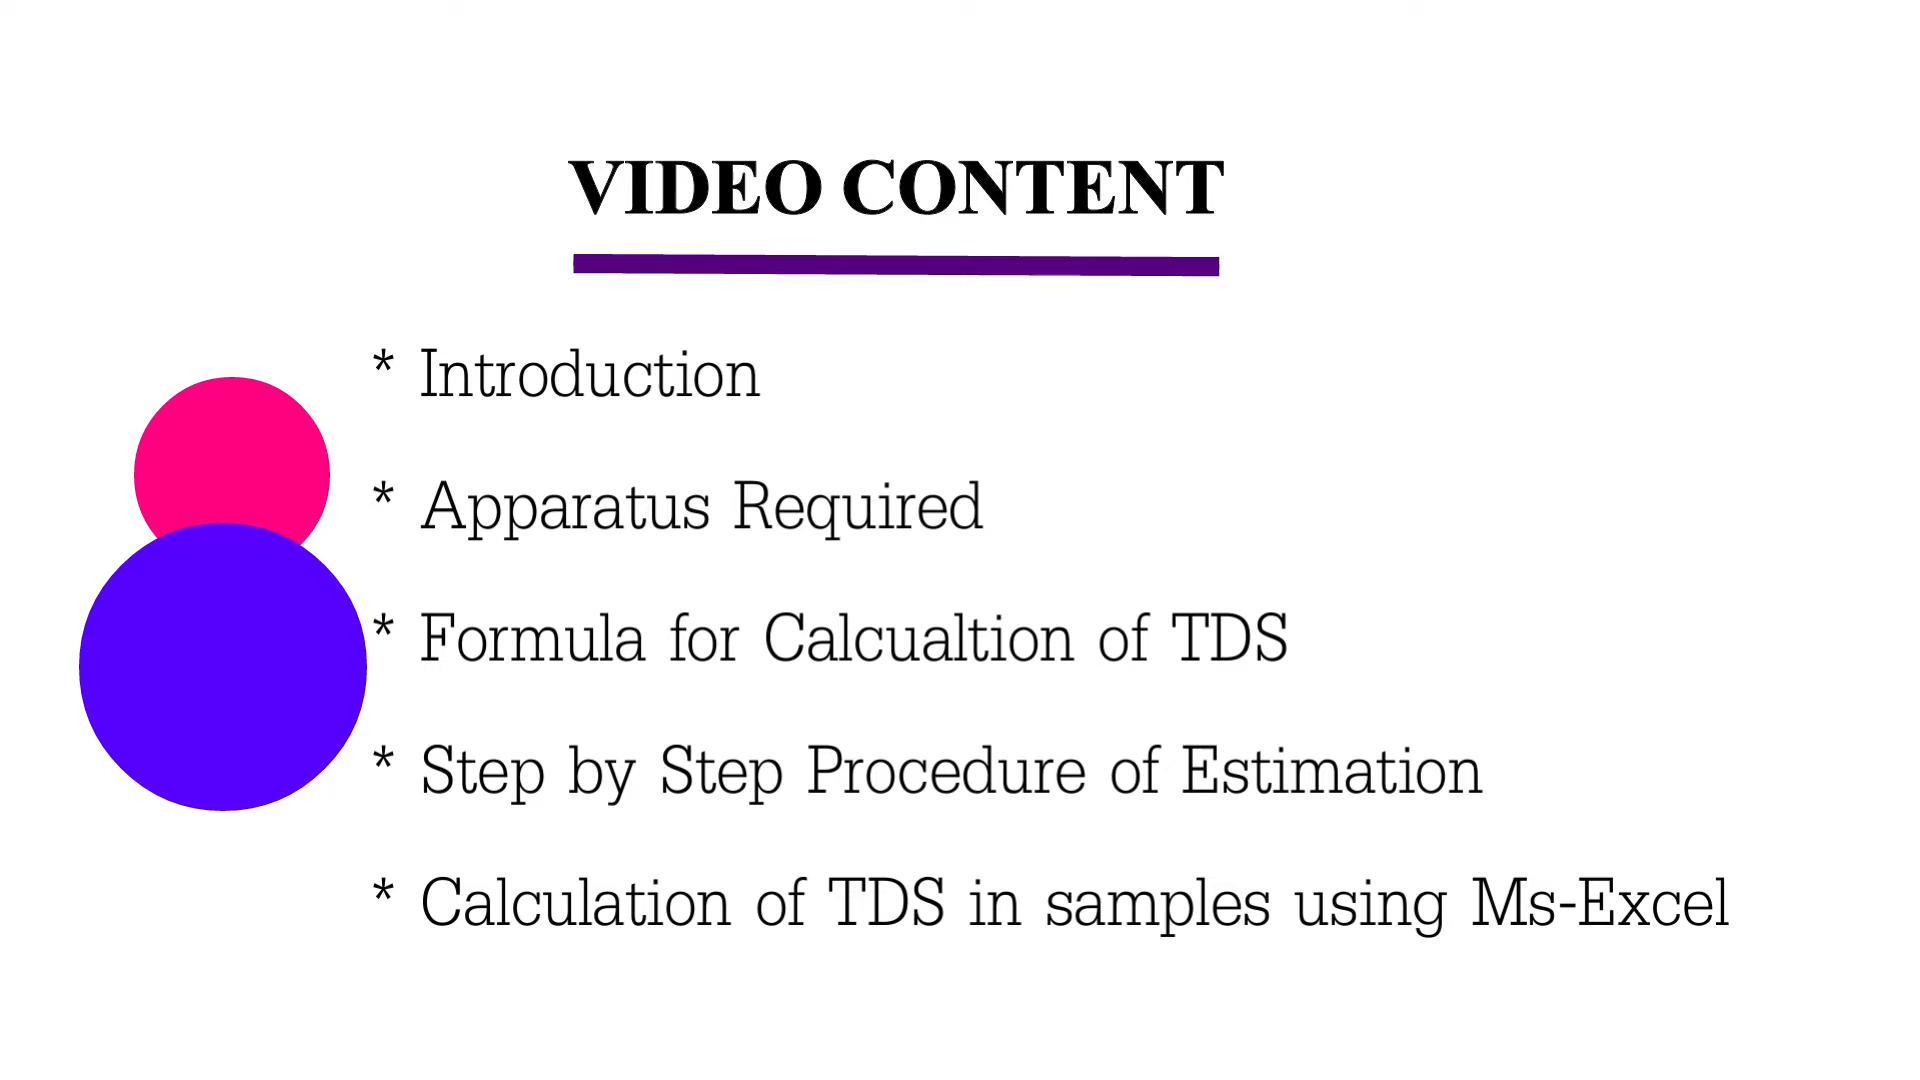 VIDEO CONTENT
* Introduction
* Apparatus Required
* Formula for Calcualtion of TDS
* Step by Step Procedure of Estimation
* Calculation of TDS in samples using Ms-Excel